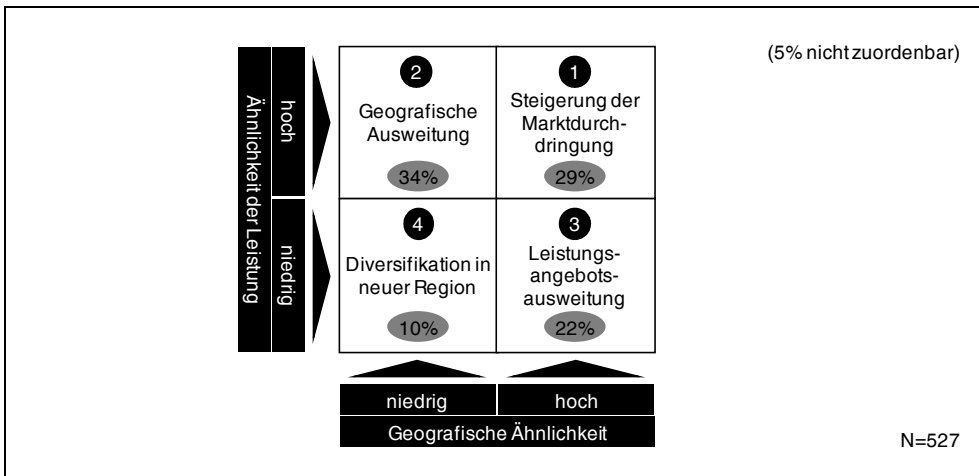 (5% nicht zuordenbar)
Ähnlichkeit der Leistung
hoch
niedrig
2
Geografische
Ausweitung
34%
1
Steigerung der
Marktdurch-
dringung
29%
4
Diversifikation in
neuer Region
10%
3
Leistungs-
angebots-
ausweitung
22%
niedrig
hoch
Geografische Ähnlichkeit
N=527